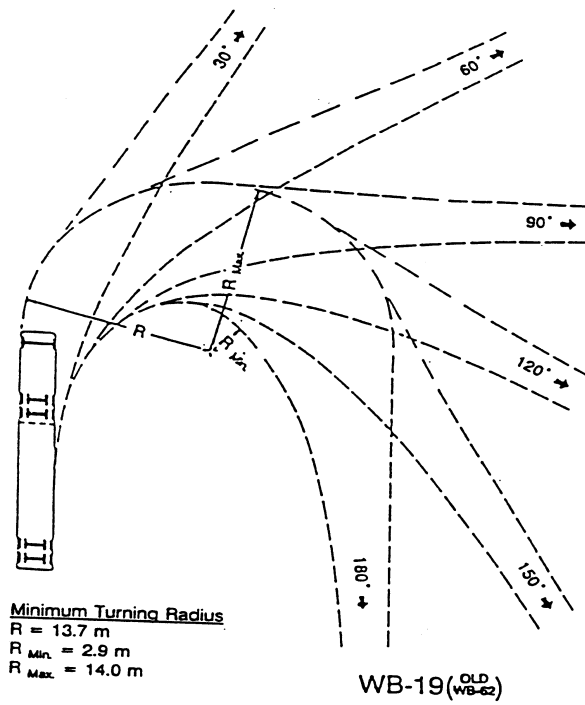 30°
60°
90°
120°
150°
180°
R Max.
R
R Min.
Minimum Turning Radius
R = 13.7 m
R Min. = 2.9 m
R Max. = 14.0 m
WB-19 (OLD WB-62)